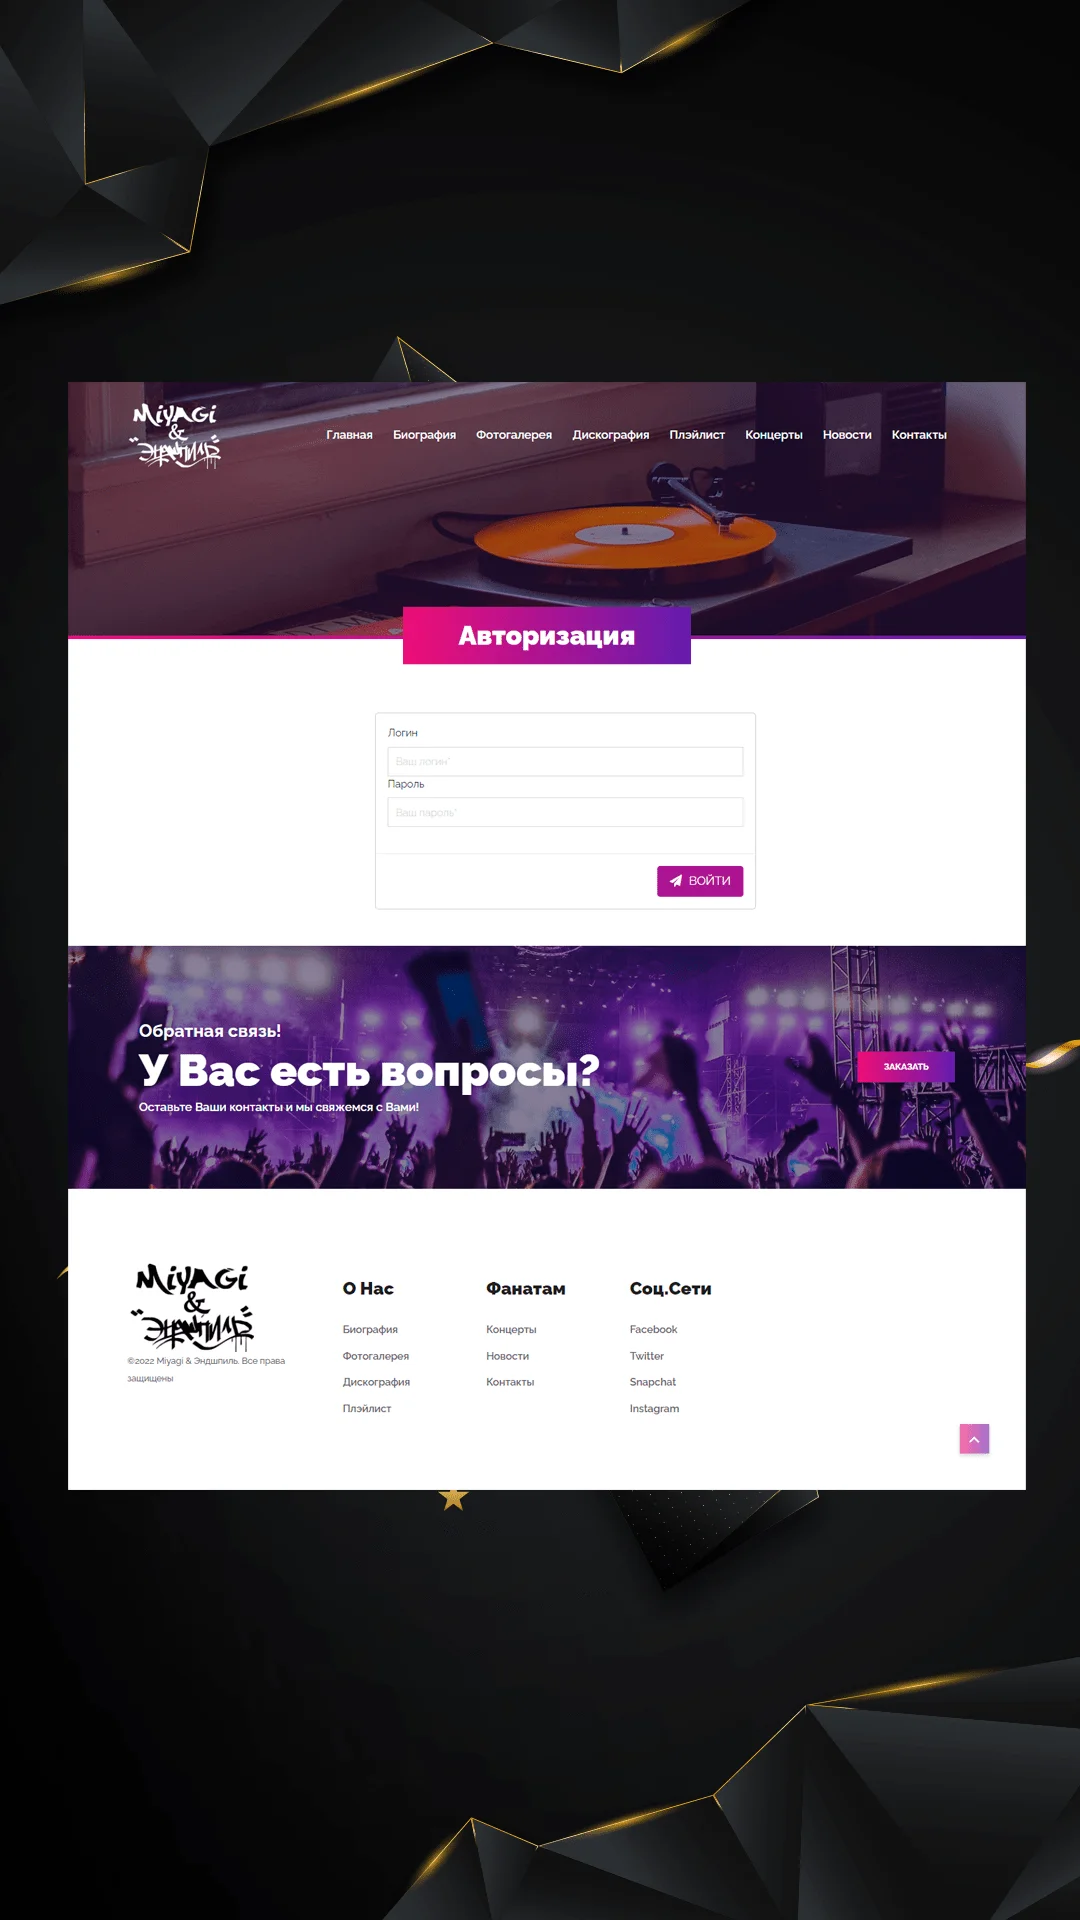 Miyagi
&
Эндшпиль
Главная Биография Фотогалерея Дискография Плэйлист Концерты Новости Контакты
Авторизация
Логин
Ваш логин*
Пароль
Ваш пароль*
ВОЙТИ
Обратная связь!
У Вас есть вопросы?
Оставьте Ваши контакты и мы свяжемся с Вами!
ЗАКАЗАТЬ
Miyagi
&
Эндшпиль
©2022 Miyagi & Эндшпиль. Все права
защищены
О Нас
Биография
Фотогалерея
Дискография
Плэйлист
Фанатам
Концерты
Новости
Контакты
Соц.Сети
Facebook
Twitter
Snapchat
Instagram